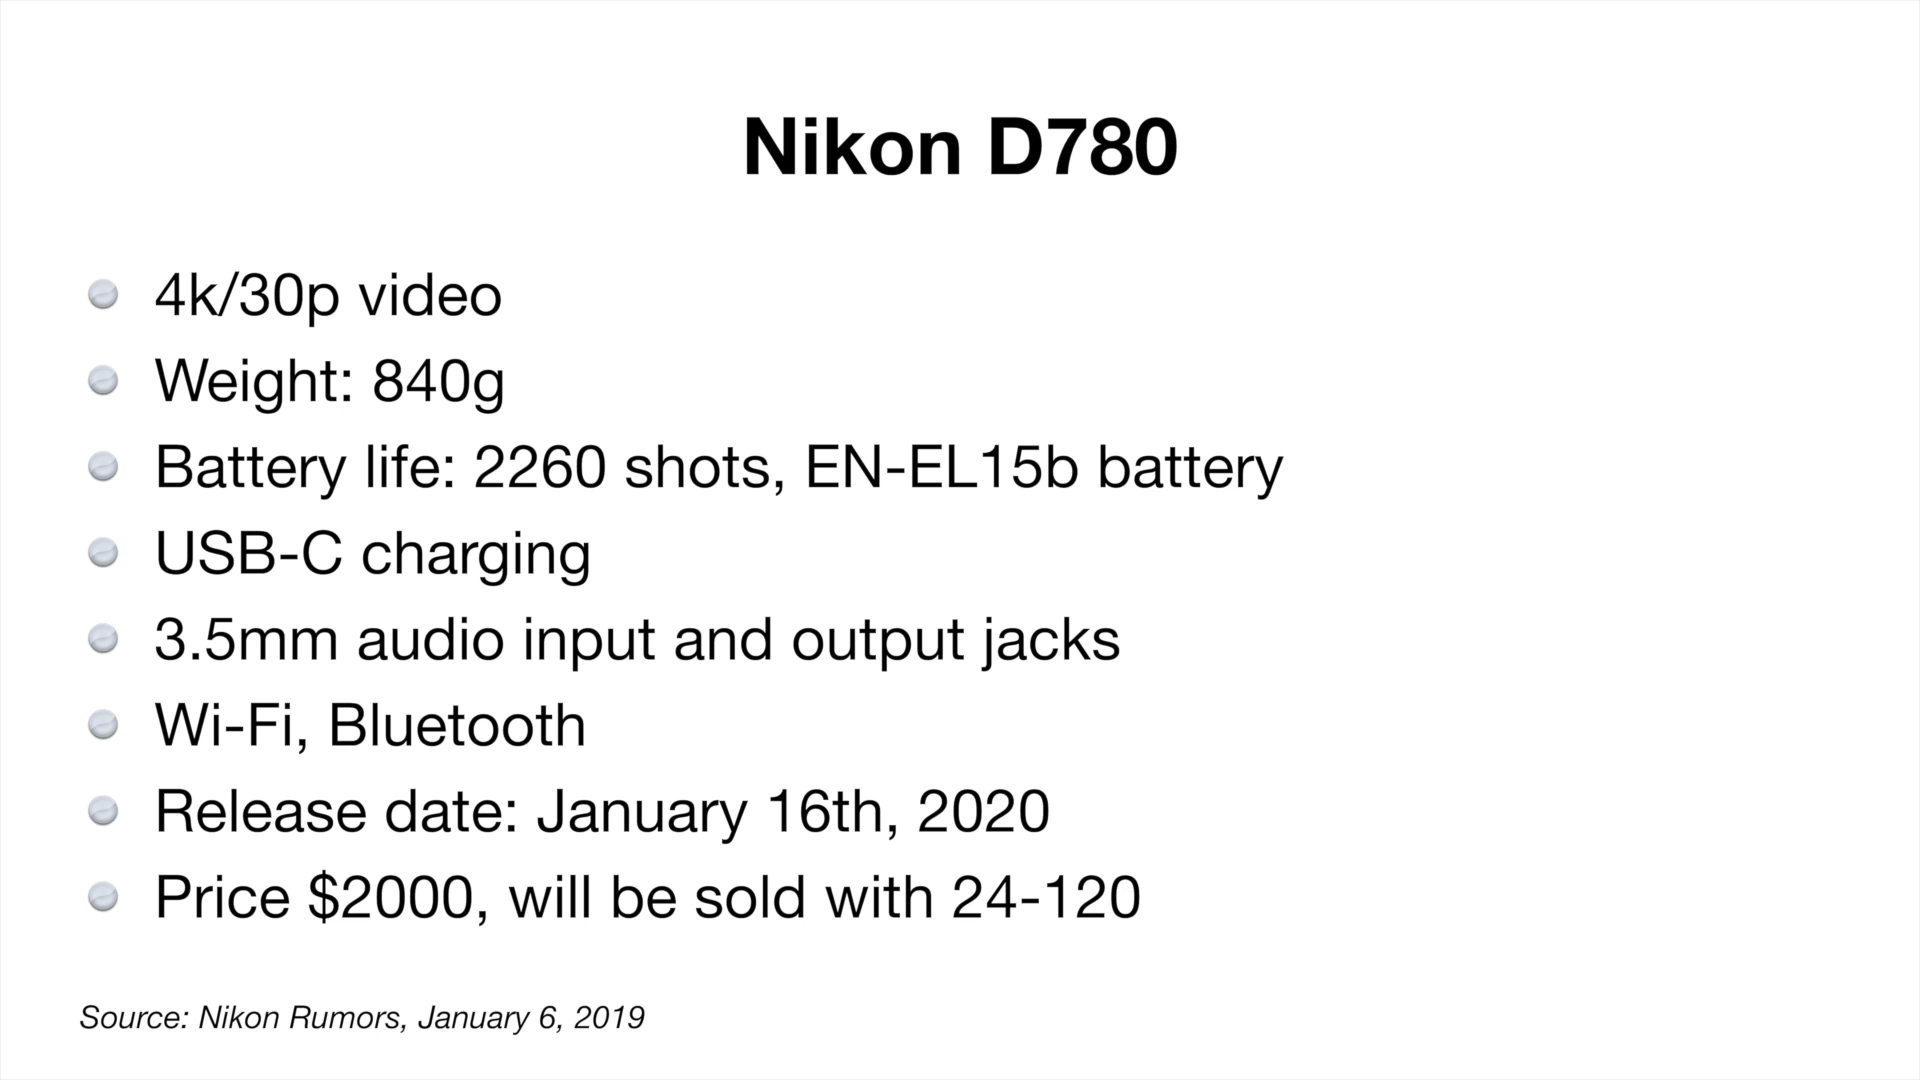 Nikon D780
4k/30p video
Weight: 840g
Battery life: 2260 shots, EN-EL15b battery
USB-C charging
3.5mm audio input and output jacks
Wi-Fi, Bluetooth
Release date: January 16th, 2020
Price $2000, will be sold with 24-120
Source: Nikon Rumors, January 6, 2019